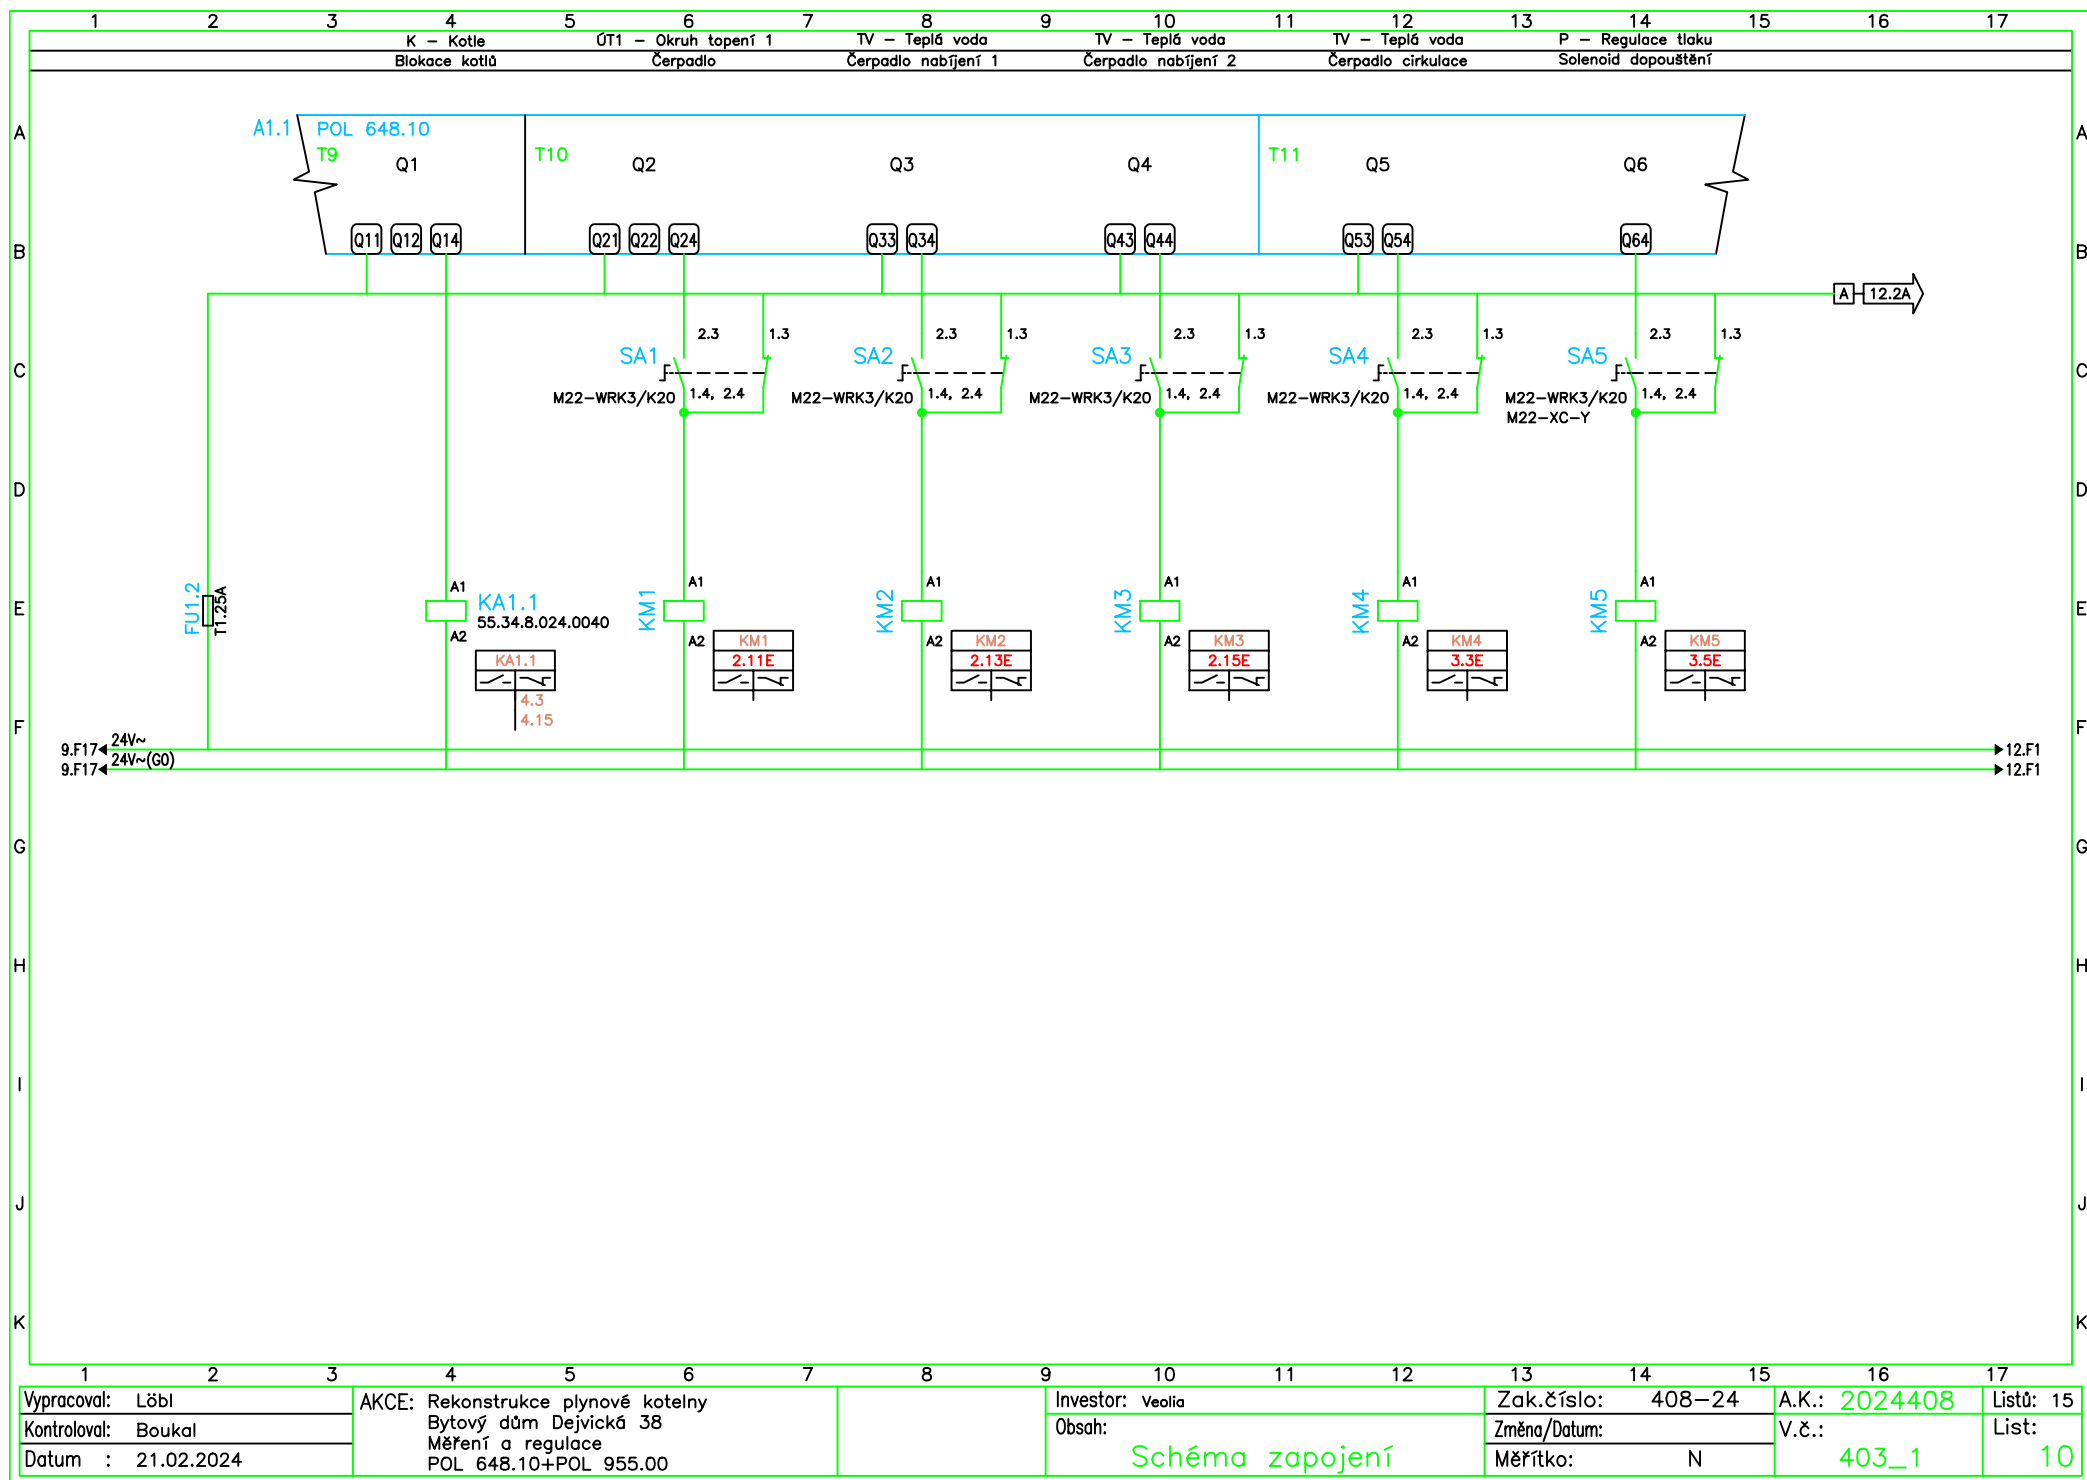 1 2 3 4 5 6 7 8 9 10 11 12 13 14 15 16 17
K – Kotle ÚT1 – Okruh topení 1 TV – Teplá voda TV – Teplá voda TV – Teplá voda P – Regulace tlaku
Blokace kotlů Čerpadlo Čerpadlo nabíjení 1 Čerpadlo nabíjení 2 Čerpadlo cirkulace Solenoid dopouštění
A A1.1 POL 648.10 A
T9 T10 T11
Q1 Q2 Q3 Q4 Q5 Q6
Q11 Q12 Q14 Q21 Q22 Q24 Q33 Q34 Q43 Q44 Q53 Q54 Q64
B B
A 12.2A
2.3 1.3 2.3 1.3 2.3 1.3 2.3 1.3 2.3 1.3
SA1 SA2 SA3 SA4 SA5
C C
M22–WRK3/K20 1.4, 2.4 M22–WRK3/K20 1.4, 2.4 M22–WRK3/K20 1.4, 2.4 M22–WRK3/K20 1.4, 2.4 M22–WRK3/K20 1.4, 2.4
M22–XC–Y
D D
A1 A1 A1 A1 A1 A1
E FU1.2 T1.25A KA1.1 KM1 KM2 KM3 KM4 KM5 E
55.34.8.024.0040
A2 A2 A2 A2 A2 A2
KM1 KM2 KM3 KM4 KM5
KA1.1 2.11E 2.13E 2.15E 3.3E 3.5E
4.3
4.15
F F
9.F17 24V~ 12.F1
9.F17 24V~(G0) 12.F1
G G
H H
I I
J J
K K
1 2 3 4 5 6 7 8 9 10 11 12 13 14 15 16 17
Vypracoval: Löbl
Kontroloval: Boukal
Datum : 21.02.2024
AKCE: Rekonstrukce plynové kotelny
Bytový dům Dejvická 38
Měření a regulace
POL 648.10+POL 955.00
Investor: Veolia
Obsah:
Schéma zapojení
Zak.číslo: 408–24
Změna/Datum:
Měřítko: N
A.K.: 2024408
V.č.:
403_1
Listů: 15
List:
10